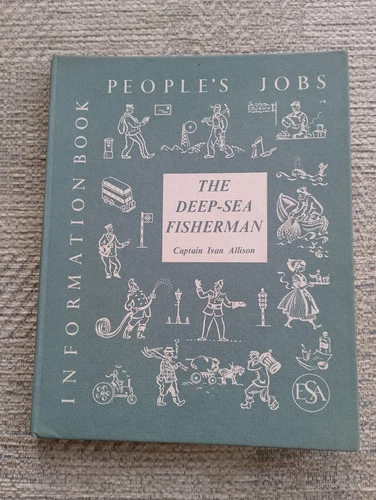 PEOPLE'S JOBS
INFORMATION BOOK
THE
DEEP-SEA
FISHERMAN
Captain Ivan Allison
ESA